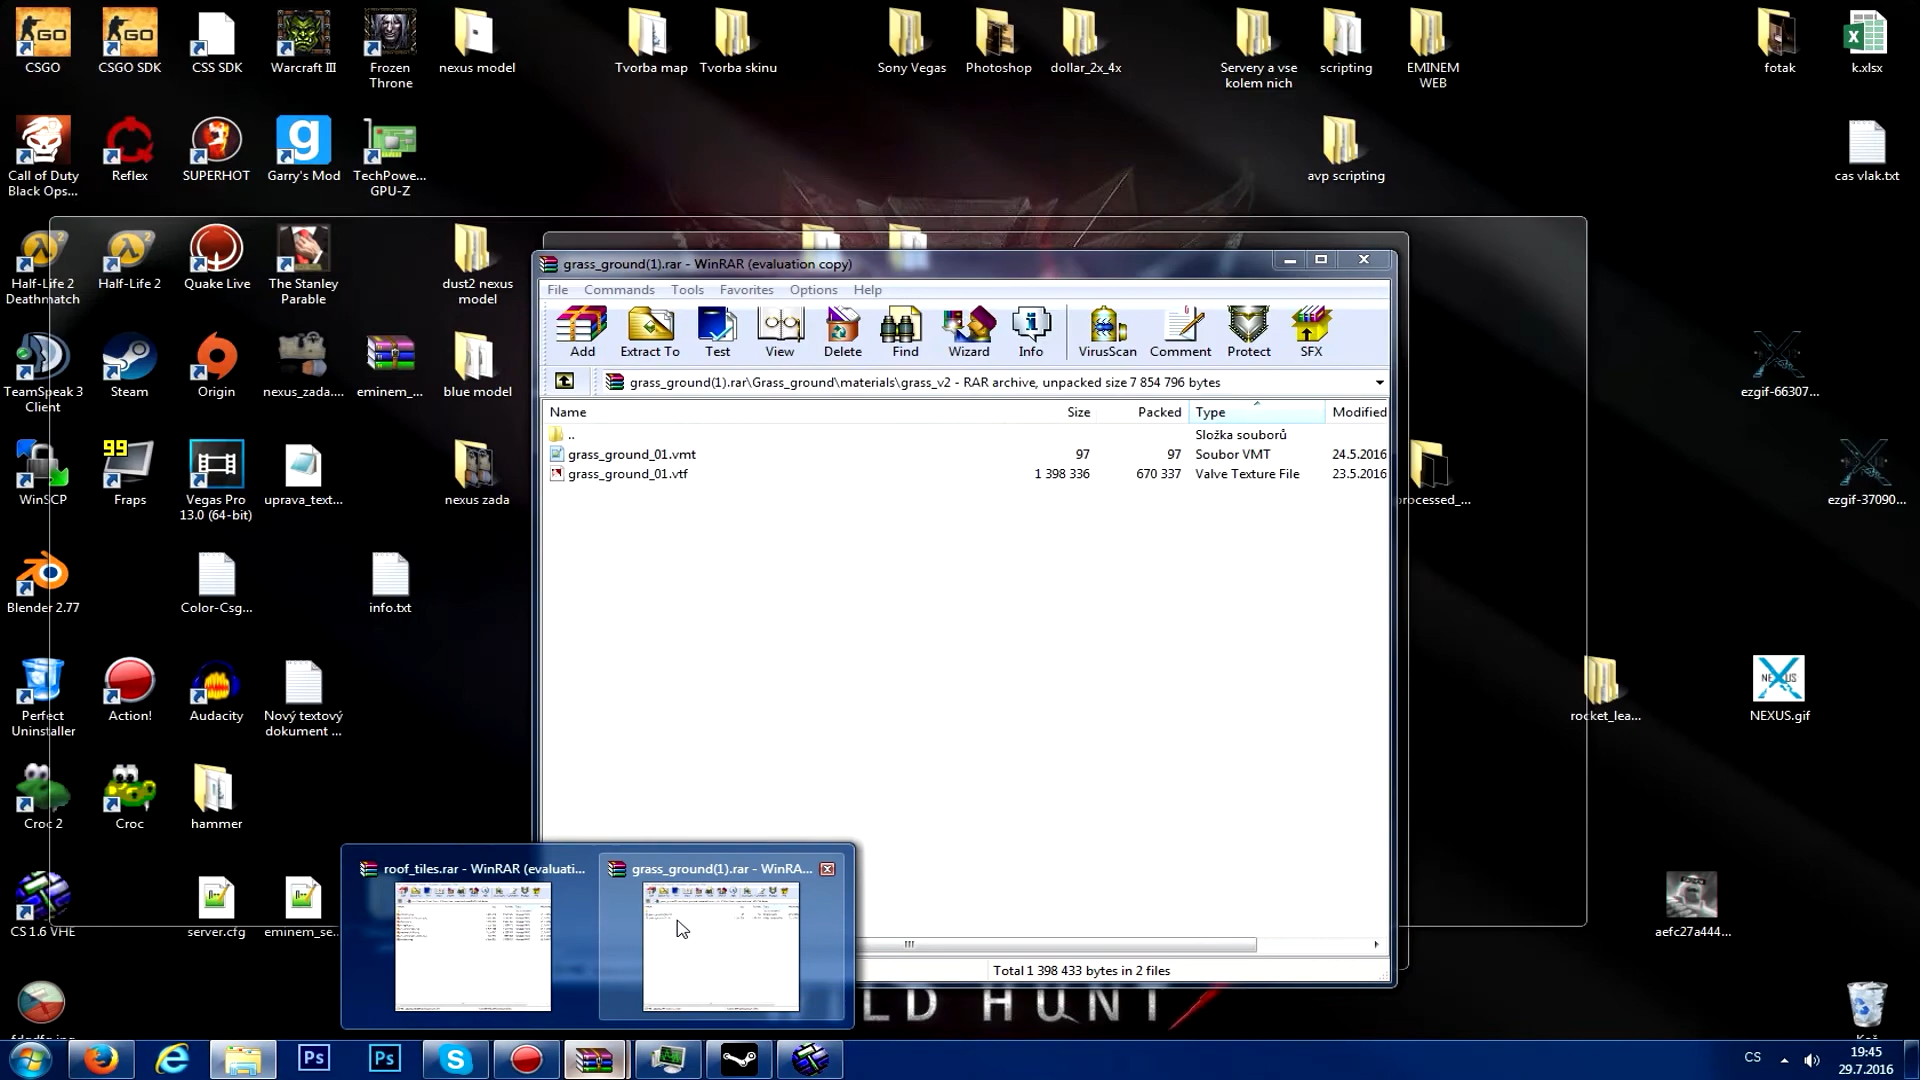 CSGO
CSGO SDK
CSS SDK
Warcraft III
Frozen
Throne
nexus model
Tvorba map
Tvorba skinu
Sony Vegas
Photoshop
dollar_2x_4x
Servery a vse
kolem nich
scripting
EMINEM
WEB
fotak
k.xlsx
Call of Duty
Black Ops...
Reflex
SUPERHOT
Garry's Mod
TechPowe...
GPU-Z
avp scripting
cas vlak.txt
Half-Life 2
Deathmatch
Half-Life 2
Quake Live
The Stanley
Parable
dust2 nexus
model
grass_ground(1).rar - WinRAR (evaluation copy)
File Commands Tools Favorites Options Help
Add Extract To Test View Delete Find Wizard Info VirusScan Comment Protect SFX
grass_ground(1).rar\Grass_ground\materials\grass_v2 - RAR archive, unpacked size 7 854 796 bytes
Name Size Packed Type Modified
.. Složka souborů
grass_ground_01.vmt 97 97 Soubor VMT 24.5.2016
grass_ground_01.vtf 1 398 336 670 337 Valve Texture File 23.5.2016
Total 1 398 433 bytes in 2 files
TeamSpeak 3
Client
Steam
Origin
nexus_zada....
eminem_...
blue model
ezgif-66307...
WinSCP
99
Fraps
Vegas Pro
13.0 (64-bit)
uprava_text...
nexus zada
processed_...
ezgif-37090...
Blender 2.77
Color-Csg...
info.txt
Perfect
Uninstaller
Action!
Audacity
Nový textový
dokument ...
rocket_lea...
NEXUS
NEXUS.gif
Croc 2
Croc
hammer
roof_tiles.rar - WinRAR (evaluati...
grass_ground(1).rar - WinRA...
CS 1.6 VHE
server.cfg
eminem_se...
aefc27a444...
LD HUNT
Ps
Ps
CS
19:45
29.7.2016